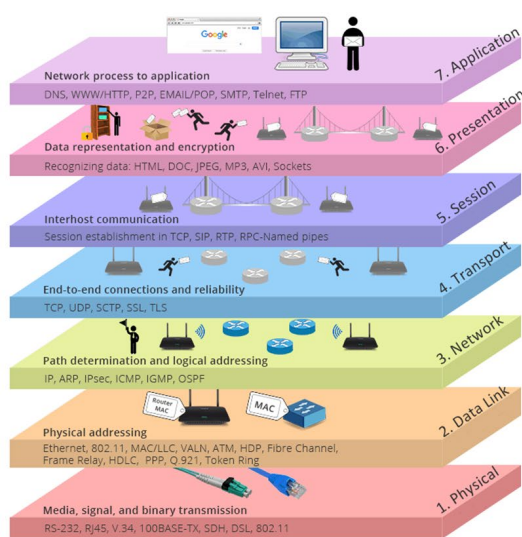 Google
7. Application
Network process to application
DNS, WWW/HTTP, P2P, EMAIL/POP, SMTP, Telnet, FTP
6. Presentation
Data representation and encryption
Recognizing data: HTML, DOC, JPEG, MP3, AVI, Sockets
5. Session
Interhost communication
Session establishment in TCP, SIP, RTP, RPC-Named pipes
4. Transport
End-to-end connections and reliability
TCP, UDP, SCTP, SSL, TLS
3. Network
Path determination and logical addressing
IP, ARP, IPsec, ICMP, IGMP, OSPF
Router
MAC
MAC
2. Data Link
Physical addressing
Ethernet, 802.11, MAC/LLC, VALN, ATM, HDP, Fibre Channel,
Frame Relay, HDLC, PPP, Q.921, Token Ring
1. Physical
Media, signal, and binary transmission
RS-232, RJ45, V.34, 100BASE-TX, SDH, DSL, 802.11